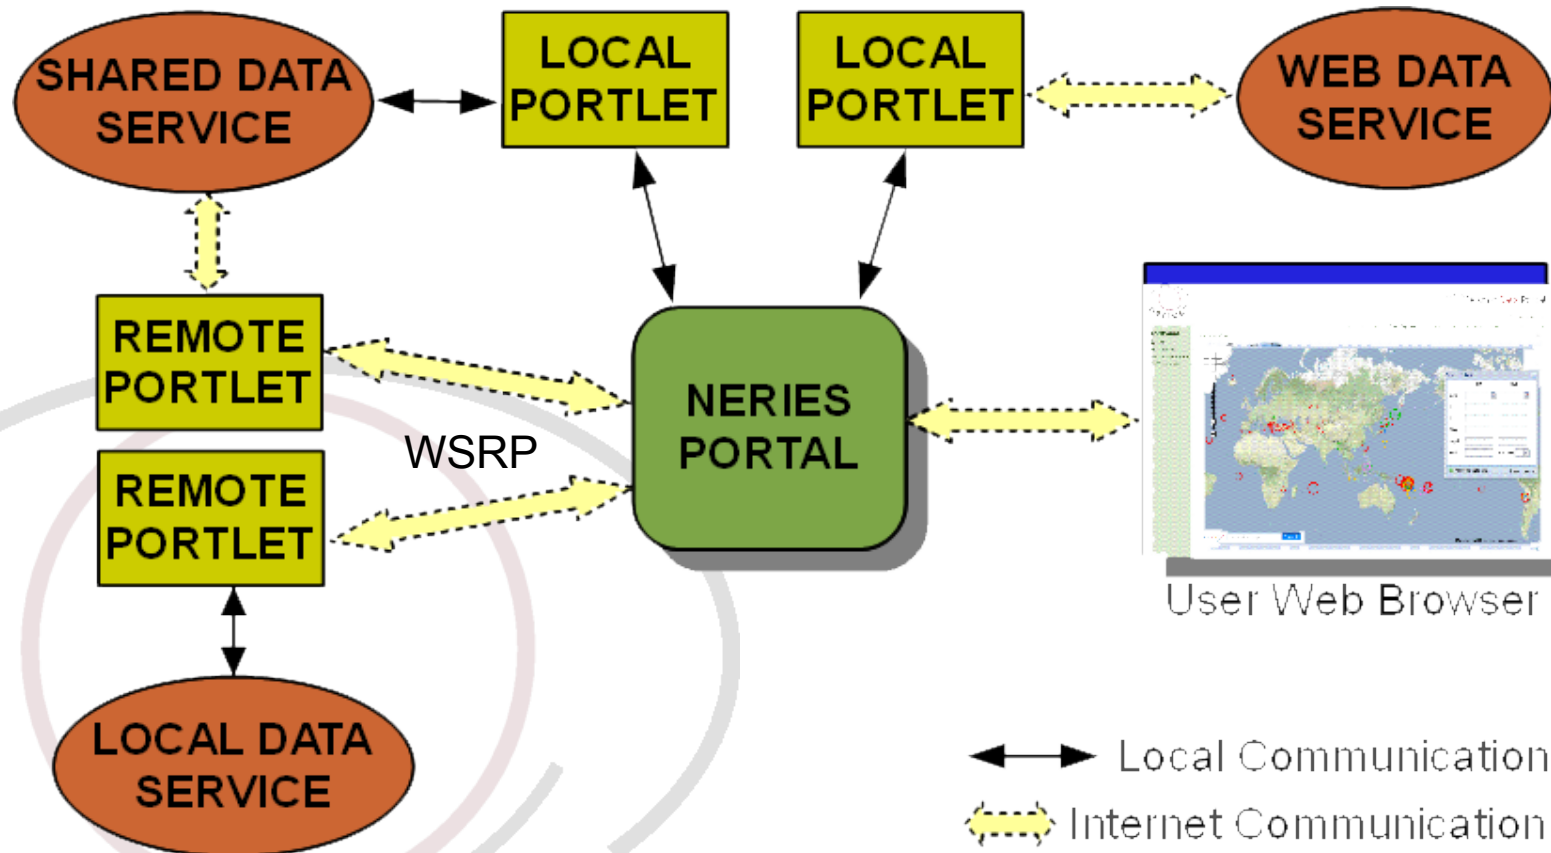 SHARED DATA
SERVICE
LOCAL
PORTLET
LOCAL
PORTLET
WEB DATA
SERVICE
REMOTE
PORTLET
WSRP
REMOTE
PORTLET
NERIES
PORTAL
User Web Browser
LOCAL DATA
SERVICE
Local Communication
Internet Communication